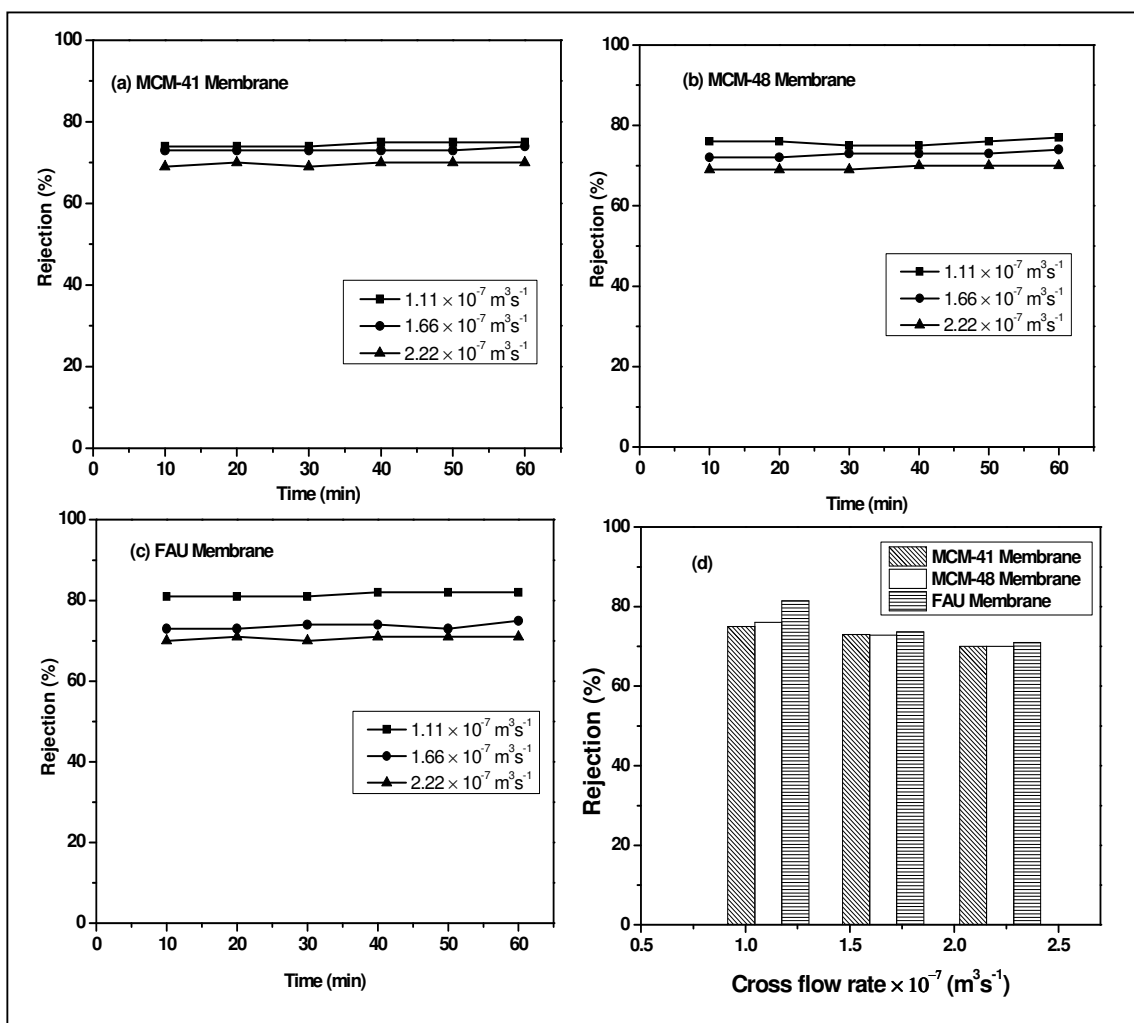 (a) MCM-41 Membrane
Rejection (%)
100
80
60
40
20
0
0 10 20 30 40 50 60
Time (min)
1.11 × 10⁻⁷ m³s⁻¹
1.66 × 10⁻⁷ m³s⁻¹
2.22 × 10⁻⁷ m³s⁻¹
(b) MCM-48 Membrane
Rejection (%)
100
80
60
40
20
0
0 10 20 30 40 50 60
Time (min)
1.11 × 10⁻⁷ m³s⁻¹
1.66 × 10⁻⁷ m³s⁻¹
2.22 × 10⁻⁷ m³s⁻¹
(c) FAU Membrane
Rejection (%)
100
80
60
40
20
0
0 10 20 30 40 50 60
Time (min)
1.11 × 10⁻⁷ m³s⁻¹
1.66 × 10⁻⁷ m³s⁻¹
2.22 × 10⁻⁷ m³s⁻¹
(d)
MCM-41 Membrane
MCM-48 Membrane
FAU Membrane
Rejection (%)
100
80
60
40
20
0
0.5 1.0 1.5 2.0 2.5
Cross flow rate × 10⁻⁷ (m³s⁻¹)